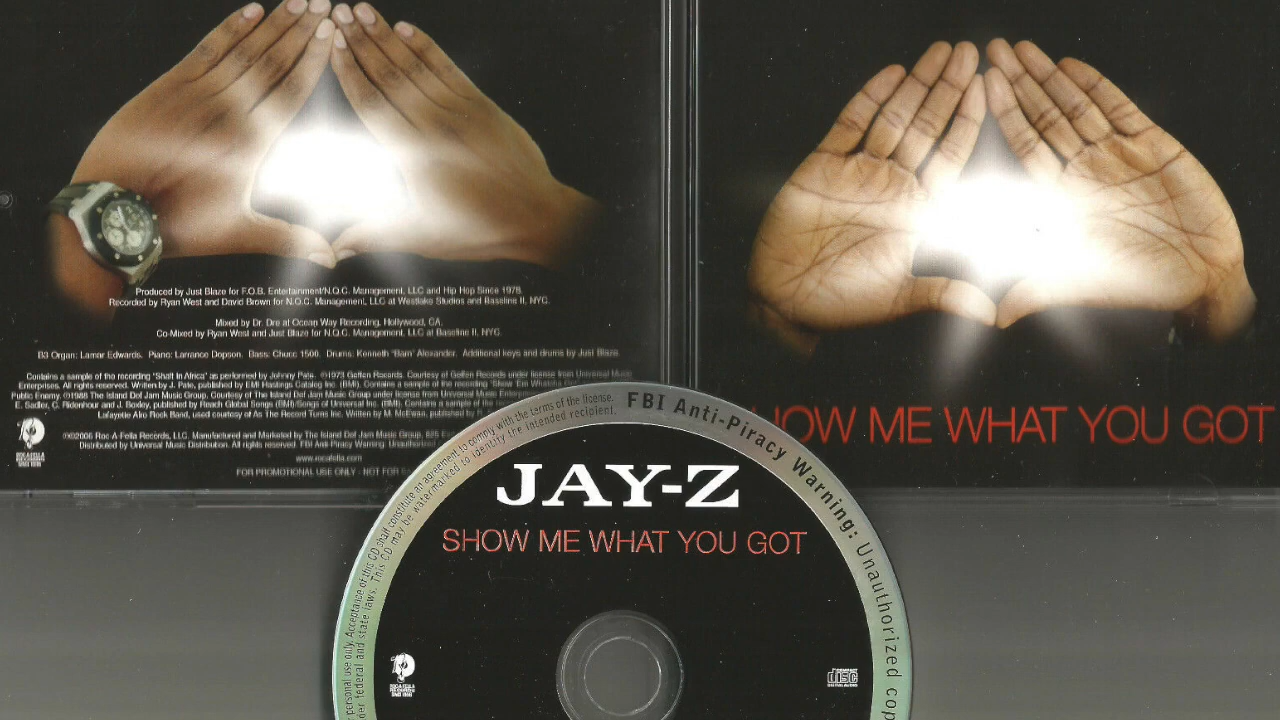 Produced by Just Blaze for F.O.B. Entertainment/N.Q.C. Management, LLC and Hip Hop Since 1978.
Recorded by Ryan West and David Brown for N.Q.C. Management, LLC at Westlake Studios and Baseline II, NYC.
Mixed by Dr. Dre at Ocean Way Recording, Hollywood, CA.
Co-Mixed by Ryan West and Just Blaze for N.Q.C. Management, LLC at Baseline II, NYC.
B3 Organ: Lamar Edwards. Piano: Larrance Dopson. Bass: Chucc 1500. Drums: Kenneth "Bam" Alexander. Additional keys and drums by Just Blaze.
Contains a sample of the recording "Shaft In Africa" as performed by Johnny Pate. ℗1973 Geffen Records. Courtesy of Geffen Records under license from Universal Music
Enterprises. All rights reserved. Written by J. Pate, published by EMI Hastings Catalog Inc. (BMI). Contains a sample of the recording "Show 'Em Whatcha
Public Enemy. ℗1988 The Island Def Jam Music Group. Courtesy of The Island Def Jam Music Group under license from Universal Music
E. Sadler, C. Ridenhour and J. Boxley, published by Reach Global Songs (BMI)/Songs of Universal Inc. (BMI). Contains a sample of the
Lafayette Afro Rock Band, used courtesy of As The Record Turns Inc. Written by M. McEwan, published by
℗©2006 Roc-A-Fella Records, LLC. Manufactured and Marketed by The Island Def Jam Music Group, 825
Distributed by Universal Music Distribution. All rights reserved. FBI Anti Piracy Warning:
www.rocafella.com
FOR PROMOTIONAL USE ONLY - NOT FOR
HOW ME WHAT YOU GOT
personal use only. Acceptance of this CD shall constitute an agreement to comply with the terms of the license.
der federal and state laws. This CD may be watermarked to identify the intended recipient.
FBI Anti-Piracy Warning: Unauthorized cop
JAY-Z
SHOW ME WHAT YOU GOT
COMPACT
disc
DIGITAL AUDIO